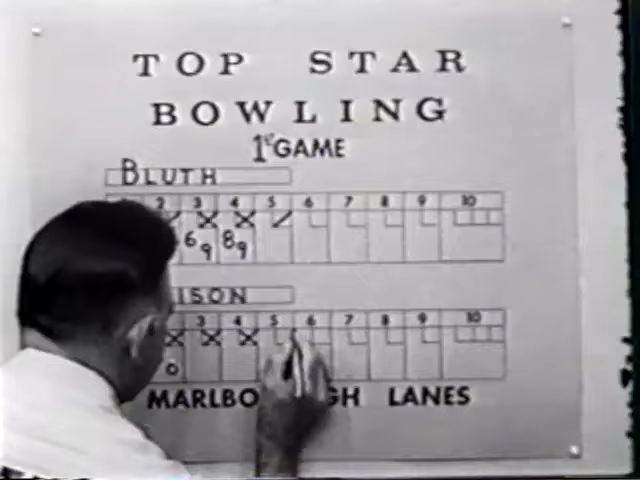 TOP STAR
BOWLING
1st GAME
BLUTH
2 3 4 5 6 7 8 9 10
69 89
ISON
3 4 5 6 7 8 9 10
0
MARLBO GH LANES